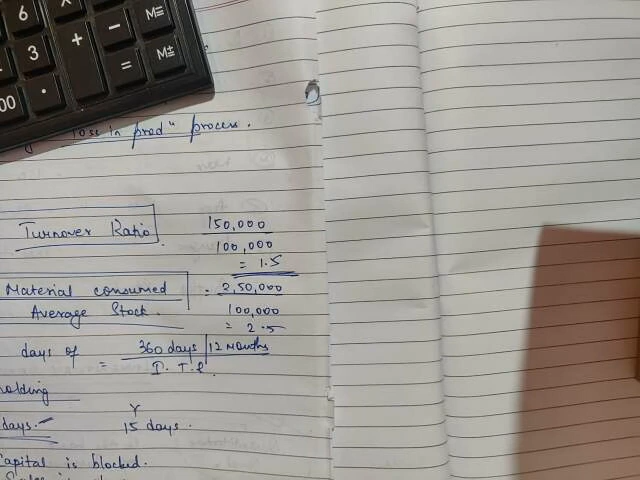 6 × M=
3 + - M±
00 . =
lose in prodⁿ process.
Turnover Ratio. 150,000
100,000
= 1.5
Material consumed = 2,50,000
Average Stock. 100,000
= 2.5
days of = 360 days | 12 Months
I. T. R.
holding
days. 15 days.
Capital is blocked.